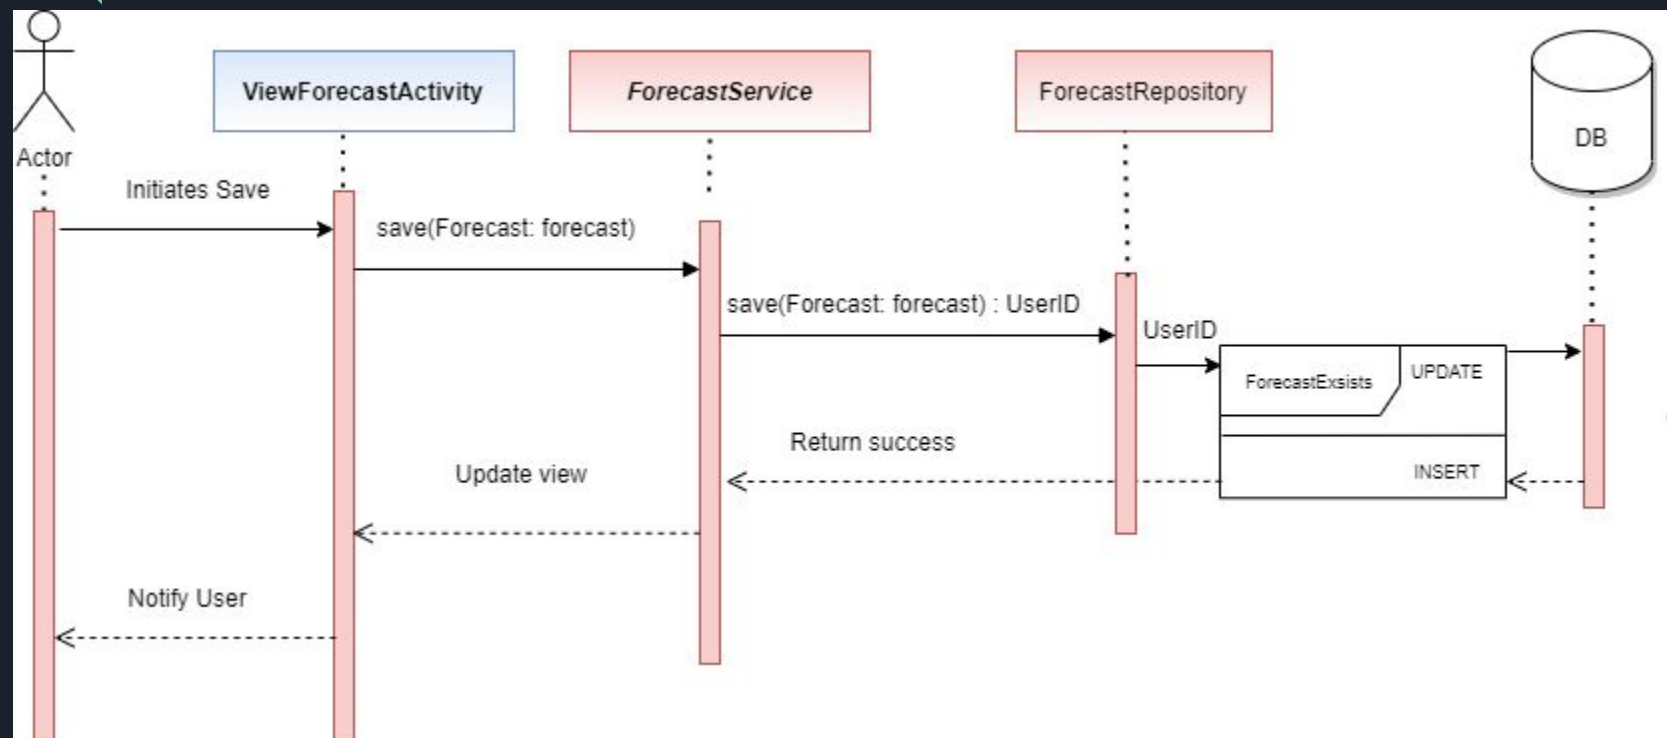 ViewForecastActivity
ForecastService
ForecastRepository
DB
Actor
Initiates Save
save(Forecast: forecast)
save(Forecast: forecast) : UserID
UserID
ForecastExsists
UPDATE
Return success
INSERT
Update view
Notify User